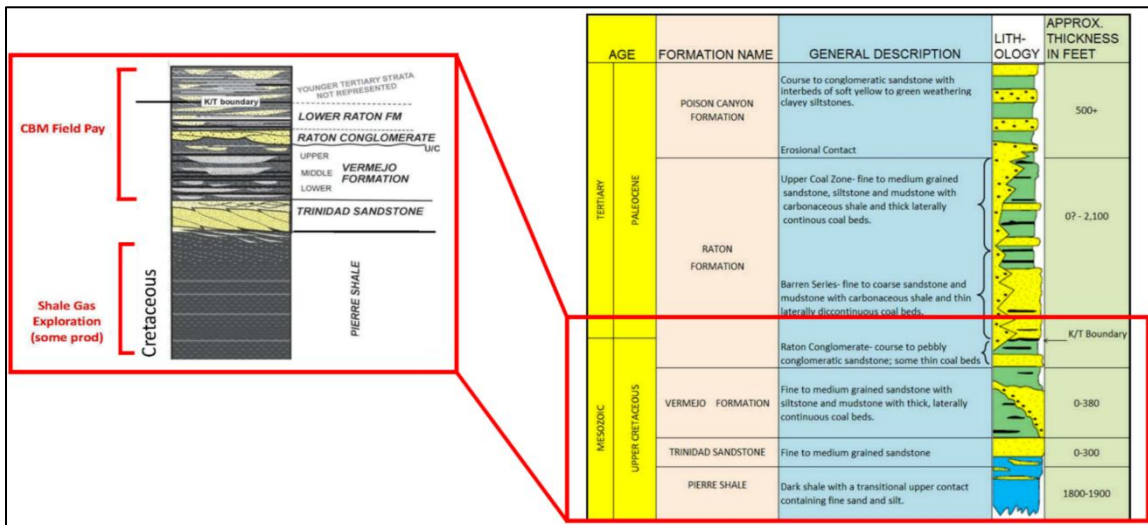 CBM Field Pay
Shale Gas
Exploration
(some prod)
Cretaceous
K/T boundary
YOUNGER TERTIARY STRATA
NOT REPRESENTED
LOWER RATON FM
RATON CONGLOMERATE
U/C
UPPER
MIDDLE
LOWER
VERMEJO
FORMATION
TRINIDAD SANDSTONE
PIERRE SHALE
AGE
FORMATION NAME
GENERAL DESCRIPTION
LITH-
OLOGY
APPROX.
THICKNESS
IN FEET
TERTIARY
PALEOCENE
MESOZOIC
UPPER CRETACEOUS
POISON CANYON
FORMATION
Course to conglomeratic sandstone with
interbeds of soft yellow to green weathering
clayey siltstones.
Erosional Contact
500+
RATON
FORMATION
Upper Coal Zone- fine to medium grained
sandstone, siltstone and mudstone with
carbonaceous shale and thick laterally
continous coal beds.
0? - 2,100
Barren Series- fine to coarse sandstone and
mudstone with carbonaceous shale and thin
laterally diccontinuous coal beds.
Raton Conglomerate- course to pebbly
conglomeratic sandstone; some thin coal beds
K/T Boundary
VERMEJO FORMATION
Fine to medium grained sandstone with
siltstone and mudstone with thick, laterally
continuous coal beds.
0-380
TRINIDAD SANDSTONE
Fine to medium grained sandstone
0-300
PIERRE SHALE
Dark shale with a transitional upper contact
containing fine sand and silt.
1800-1900